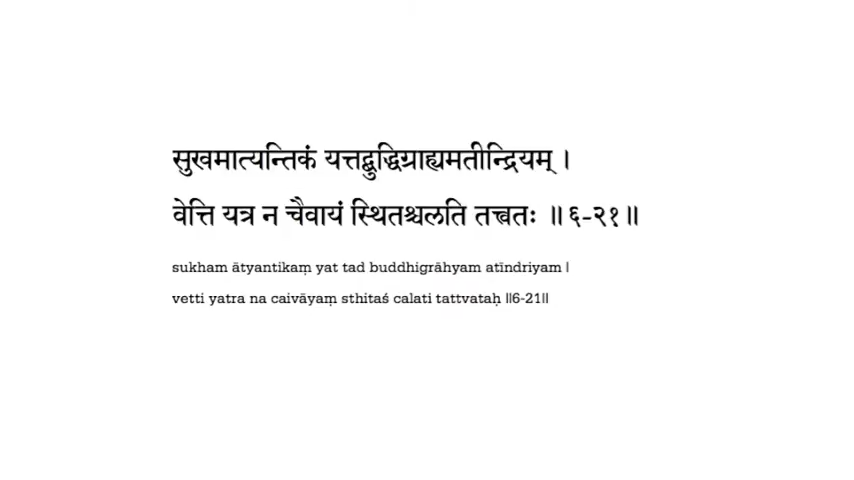 सुखमात्यन्तिकं यत्तद्बुद्धिग्राह्यमतीन्द्रियम् ।
वेत्ति यत्र न चैवायं स्थितश्चलति तत्त्वतः ॥६-२१॥
sukham ātyantikaṃ yat tad buddhigrāhyam atīndriyam |
vetti yatra na caivāyaṃ sthitaś calati tattvataḥ ||6-21||